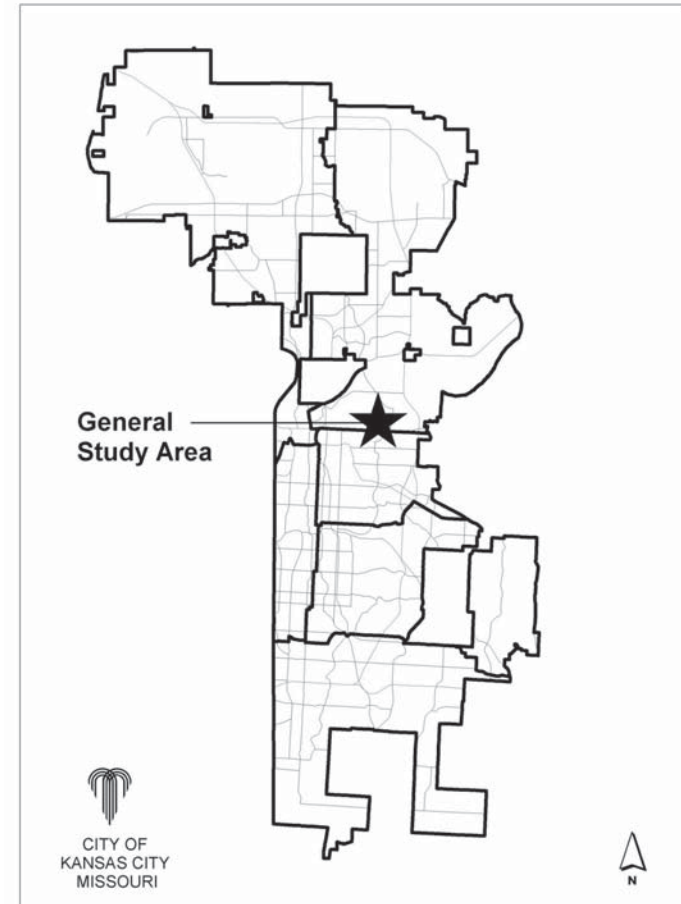 General
Study Area
CITY OF
KANSAS CITY
MISSOURI
N